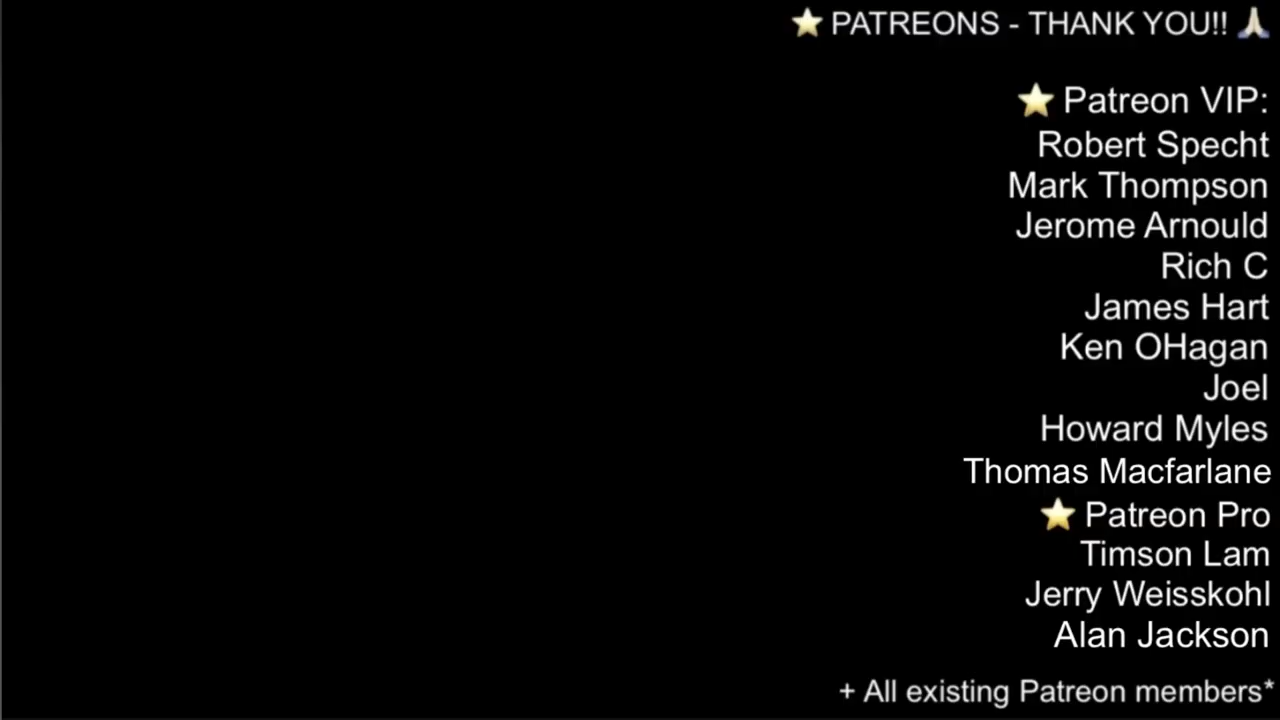 ⭐ PATREONS - THANK YOU!! 🙏
⭐ Patreon VIP:
Robert Specht
Mark Thompson
Jerome Arnould
Rich C
James Hart
Ken OHagan
Joel
Howard Myles
Thomas Macfarlane
⭐ Patreon Pro
Timson Lam
Jerry Weisskohl
Alan Jackson
+ All existing Patreon members*